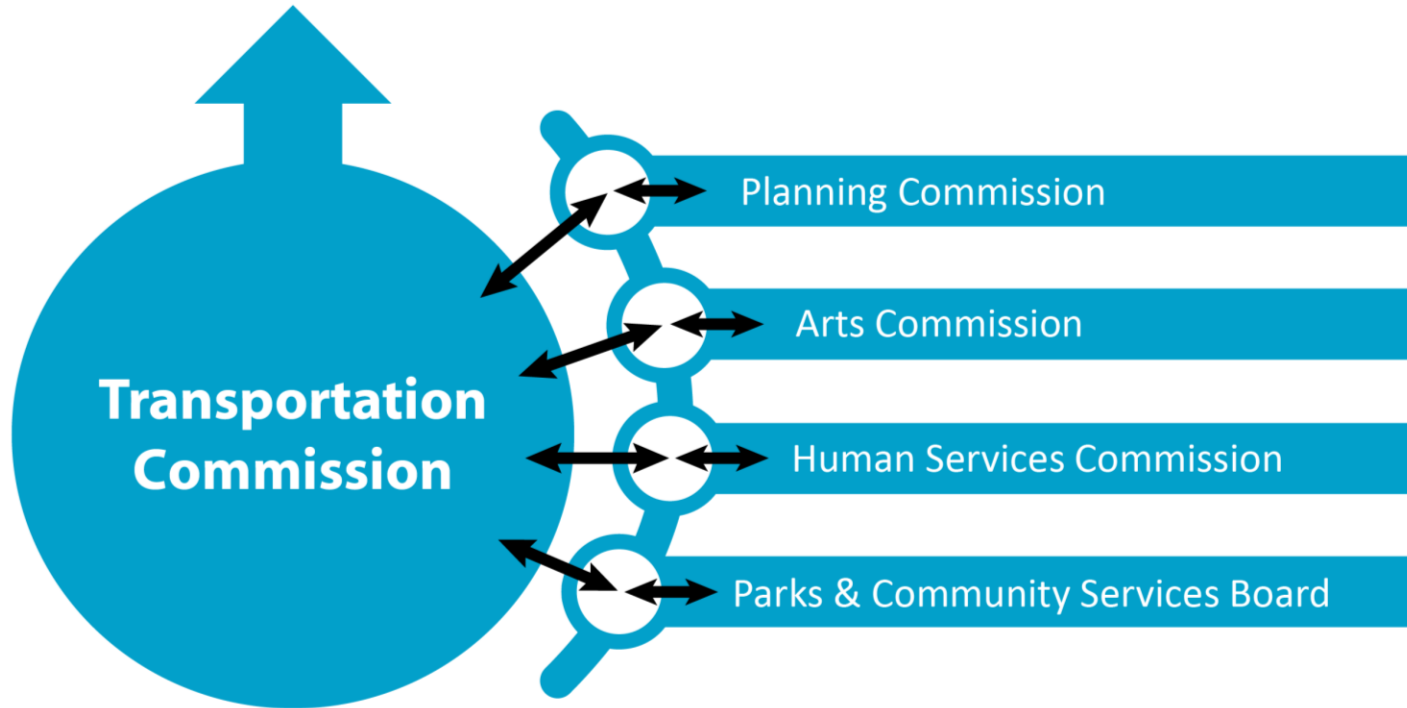 Transportation
Commission
Planning Commission
Arts Commission
Human Services Commission
Parks & Community Services Board